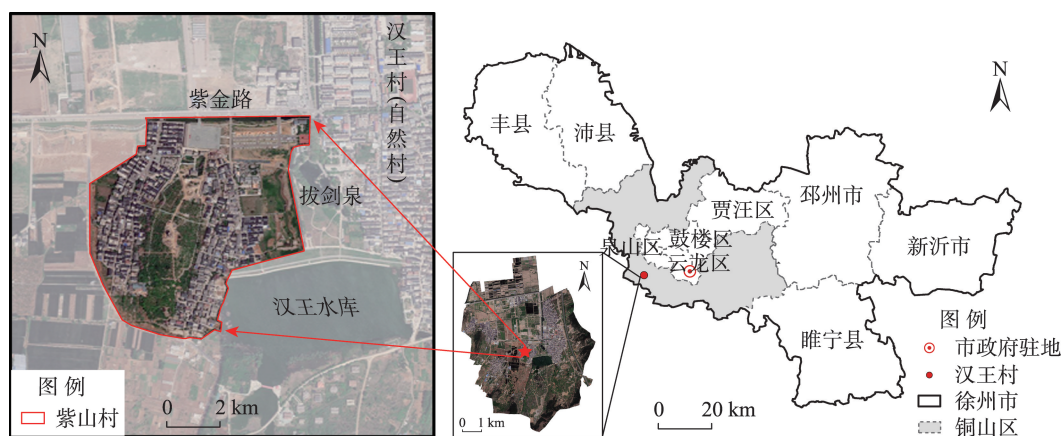 N
紫金路
汉王村(自然村)
拔剑泉
汉王水库
图 例
紫山村
0 2 km
N
0 1 km
N
丰县
沛县
贾汪区
邳州市
鼓楼区
泉山区
云龙区
新沂市
睢宁县
0 20 km
图 例
市政府驻地
汉王村
徐州市
铜山区